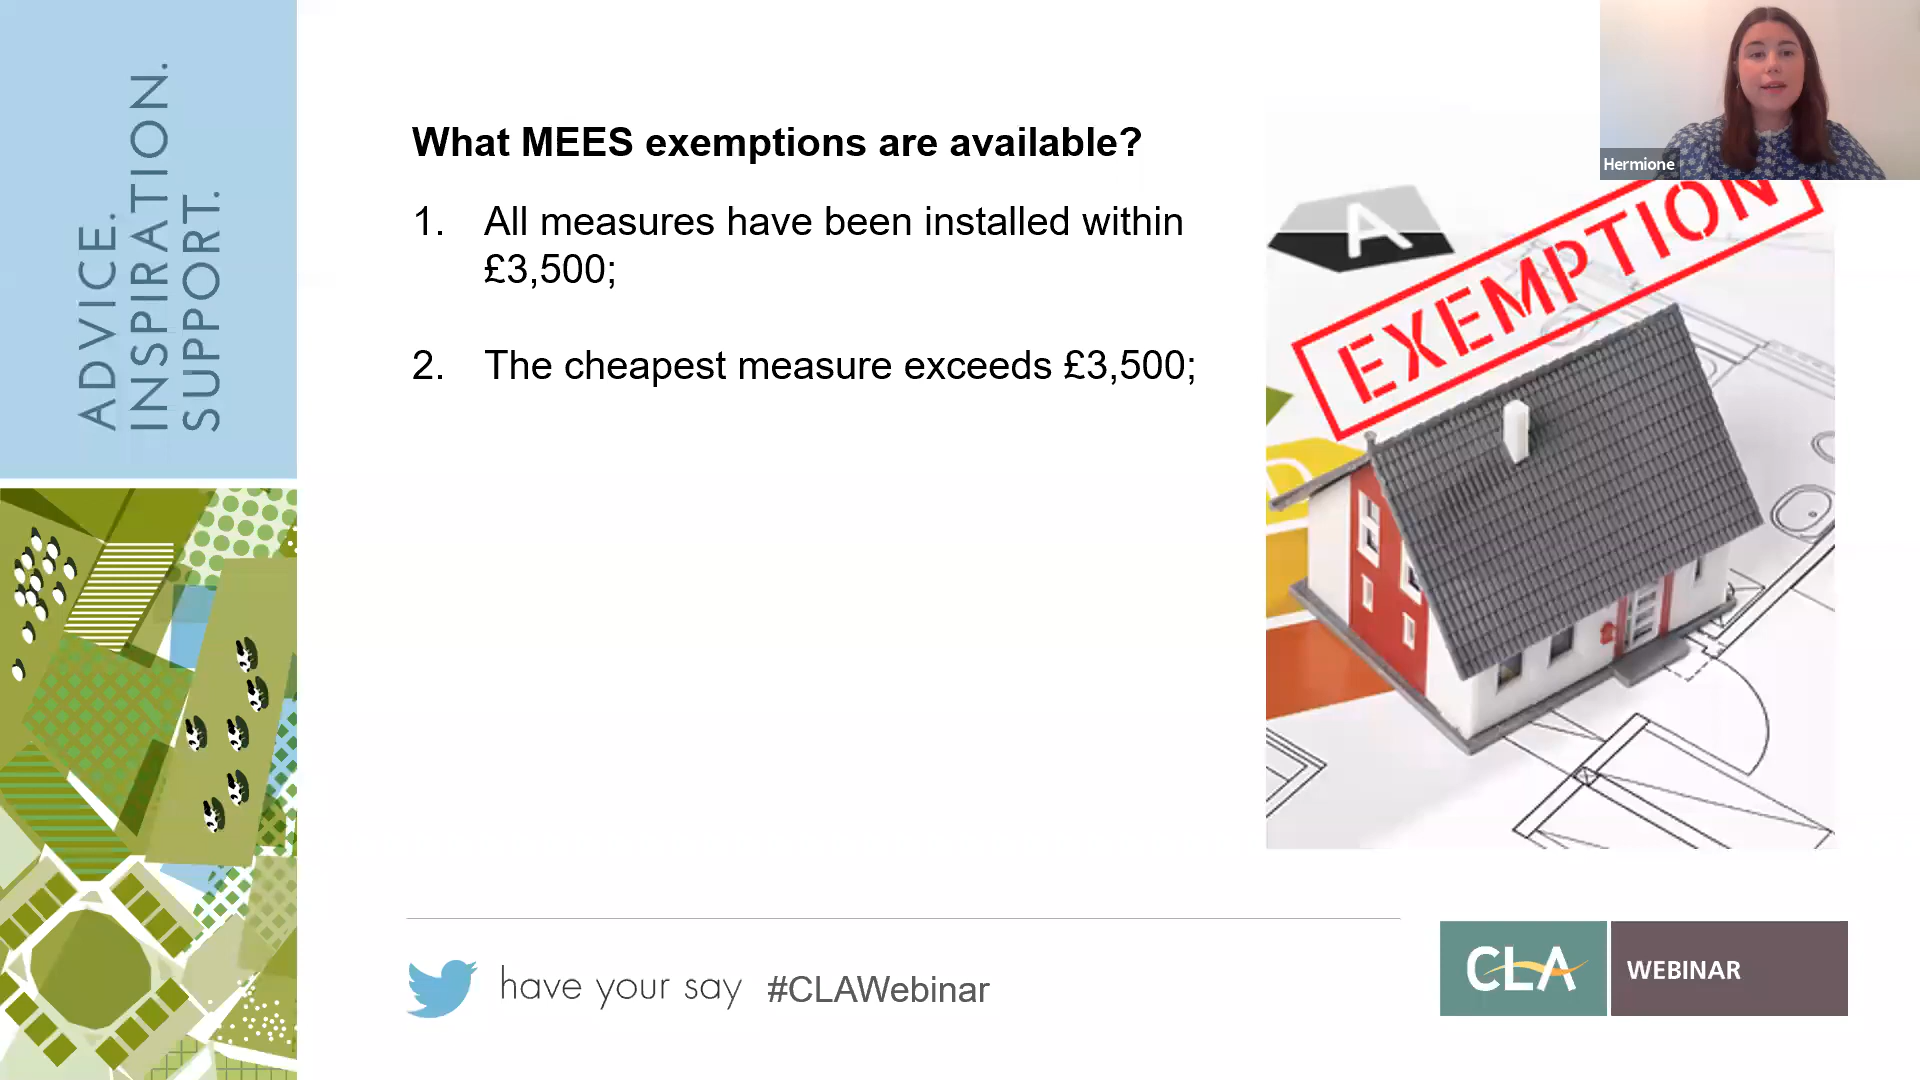 ADVICE.
INSPIRATION.
SUPPORT.
What MEES exemptions are available?
1. All measures have been installed within
£3,500;
2. The cheapest measure exceeds £3,500;
A
EXEMPTION
D
Hermione
have your say #CLAWebinar
CLA WEBINAR